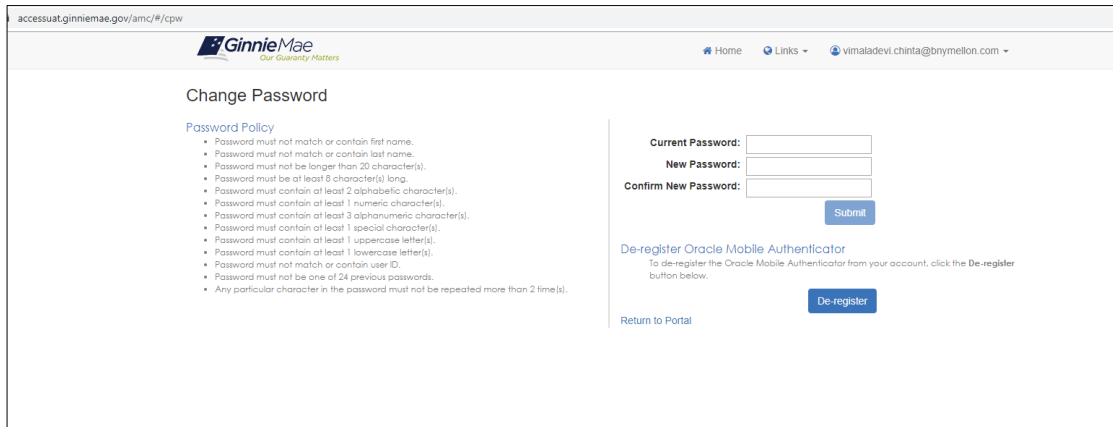 accessuat.ginniemae.gov/amc/#/cpw
GinnieMae
Our Guaranty Matters
Home Links vimaladevi.chinta@bnymellon.com
Change Password
Password Policy
Password must not match or contain first name.
Password must not match or contain last name.
Password must not be longer than 20 character(s).
Password must be at least 8 character(s) long.
Password must contain at least 2 alphabetic character(s).
Password must contain at least 1 numeric character(s).
Password must contain at least 3 alphanumeric character(s).
Password must contain at least 1 special character(s).
Password must contain at least 1 uppercase letter(s).
Password must contain at least 1 lowercase letter(s).
Password must not match or contain user ID.
Password must not be one of 24 previous passwords.
Any particular character in the password must not be repeated more than 2 time(s).
Current Password:
New Password:
Confirm New Password:
Submit
De-register Oracle Mobile Authenticator
To de-register the Oracle Mobile Authenticator from your account, click the De-register
button below.
De-register
Return to Portal